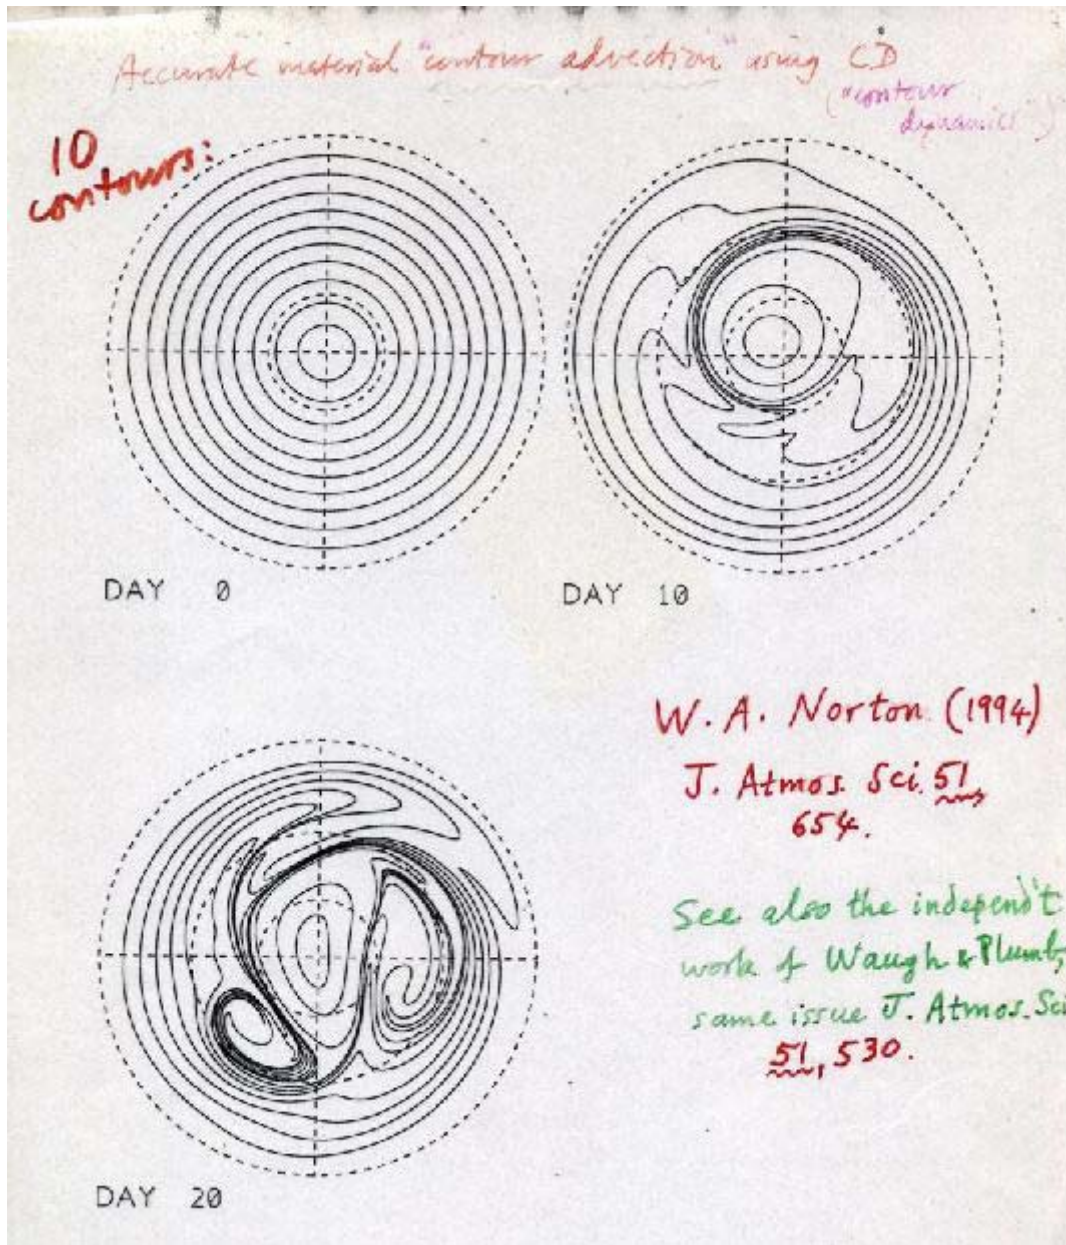 Accurate material "contour advection" using CD
("contour
dynamics")
10
contours:
DAY 0
DAY 10
W. A. Norton (1994)
J. Atmos. Sci. 51,
654.
See also the independ't
work of Waugh & Plumb,
same issue J. Atmos. Sci
51, 530.
DAY 20